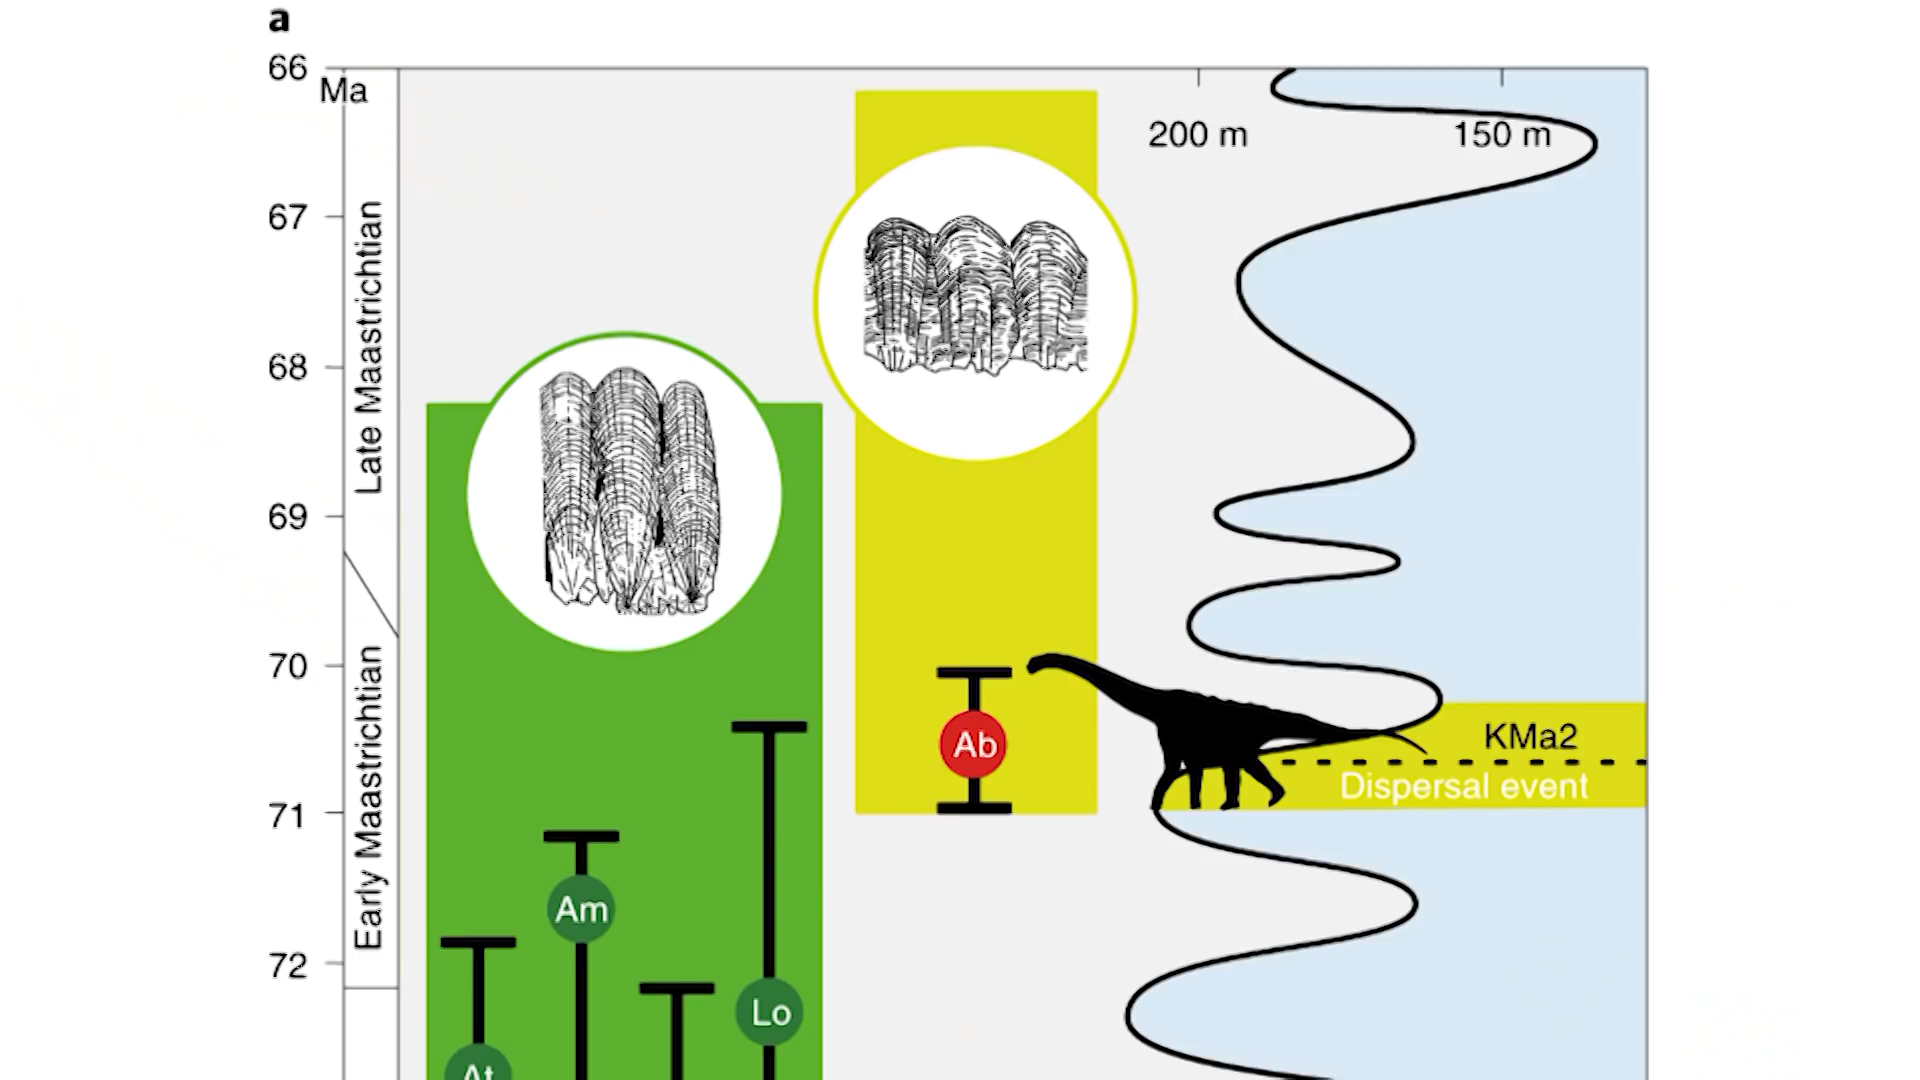 a
66
Ma
200 m
150 m
67
Late Maastrichtian
68
69
70
Ab
KMa2
Dispersal event
71
Early Maastrichtian
Am
72
Lo
At